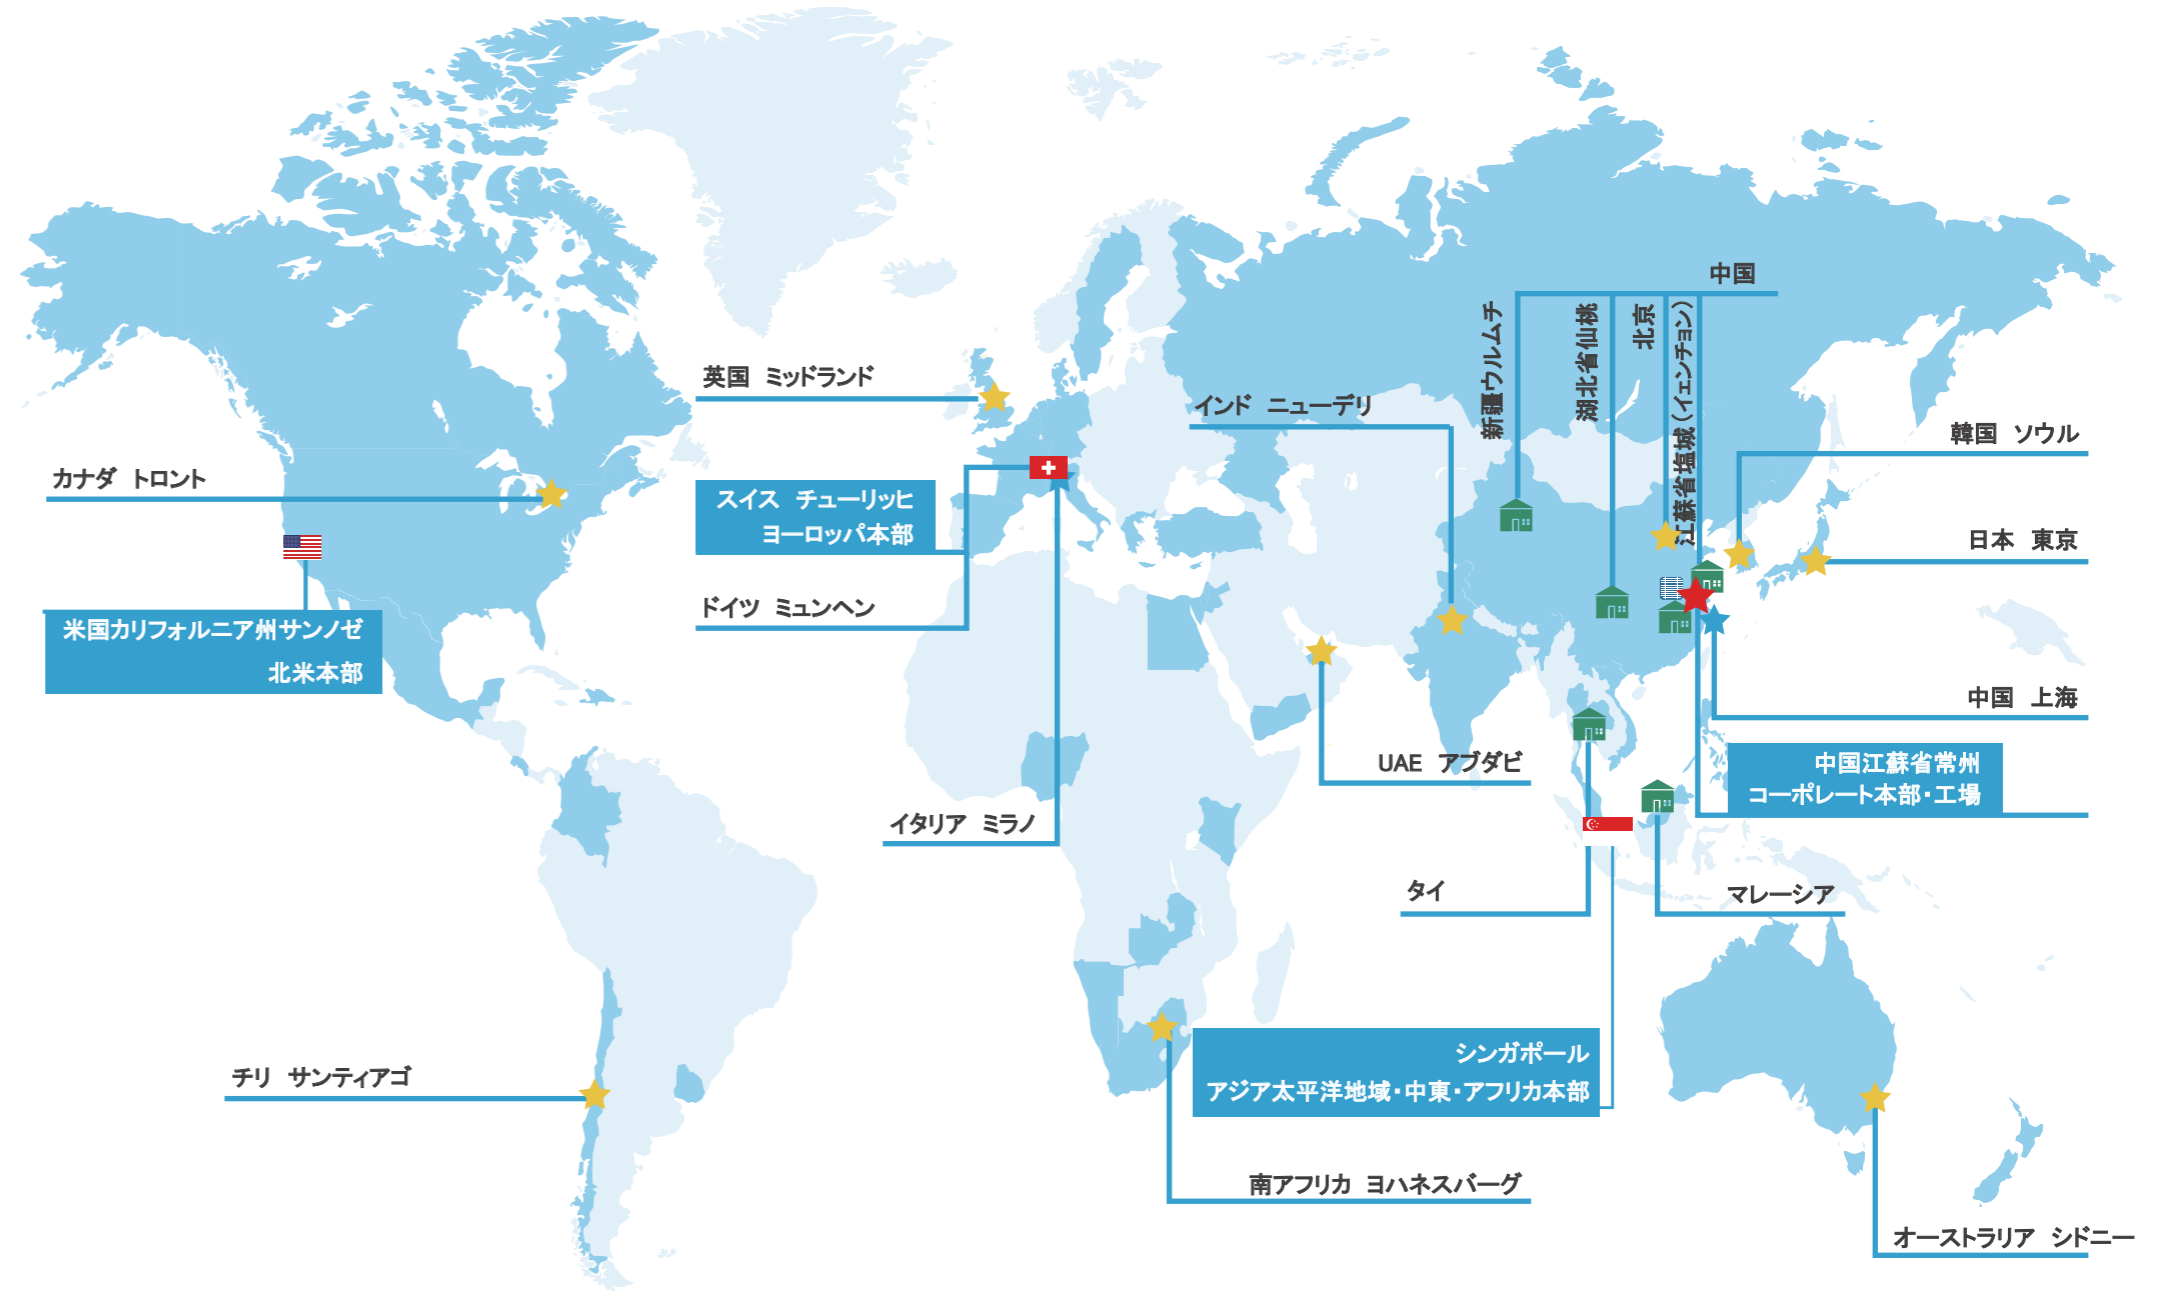 中国
新疆ウルムチ
湖北省仙桃
北京
江蘇省塩城(イェンチョン)
英国 ミッドランド
インド ニューデリ
韓国 ソウル
カナダ トロント
スイス チューリッヒ
ヨーロッパ本部
日本 東京
ドイツ ミュンヘン
米国カリフォルニア州サンノゼ
北米本部
中国 上海
UAE アブダビ
中国江蘇省常州
コーポレート本部・工場
イタリア ミラノ
タイ
マレーシア
シンガポール
アジア太平洋地域・中東・アフリカ本部
チリ サンティアゴ
南アフリカ ヨハネスバーグ
オーストラリア シドニー